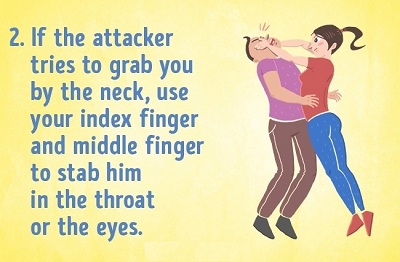 2. If the attacker
tries to grab you
by the neck, use
your index finger
and middle finger
to stab him
in the throat
or the eyes.